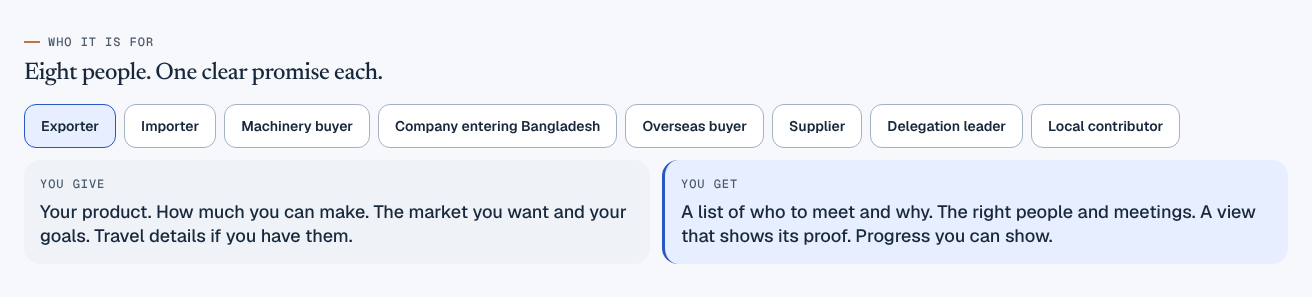 WHO IT IS FOR
Eight people. One clear promise each.
Exporter
Importer
Machinery buyer
Company entering Bangladesh
Overseas buyer
Supplier
Delegation leader
Local contributor
YOU GIVE
Your product. How much you can make. The market you want and your
goals. Travel details if you have them.
YOU GET
A list of who to meet and why. The right people and meetings. A view
that shows its proof. Progress you can show.